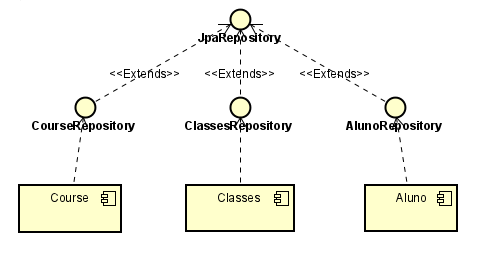 JpaRepository
<<Extends>> <<Extends>> <<Extends>>
CourseRepository ClassesRepository AlunoRepository
Course Classes Aluno